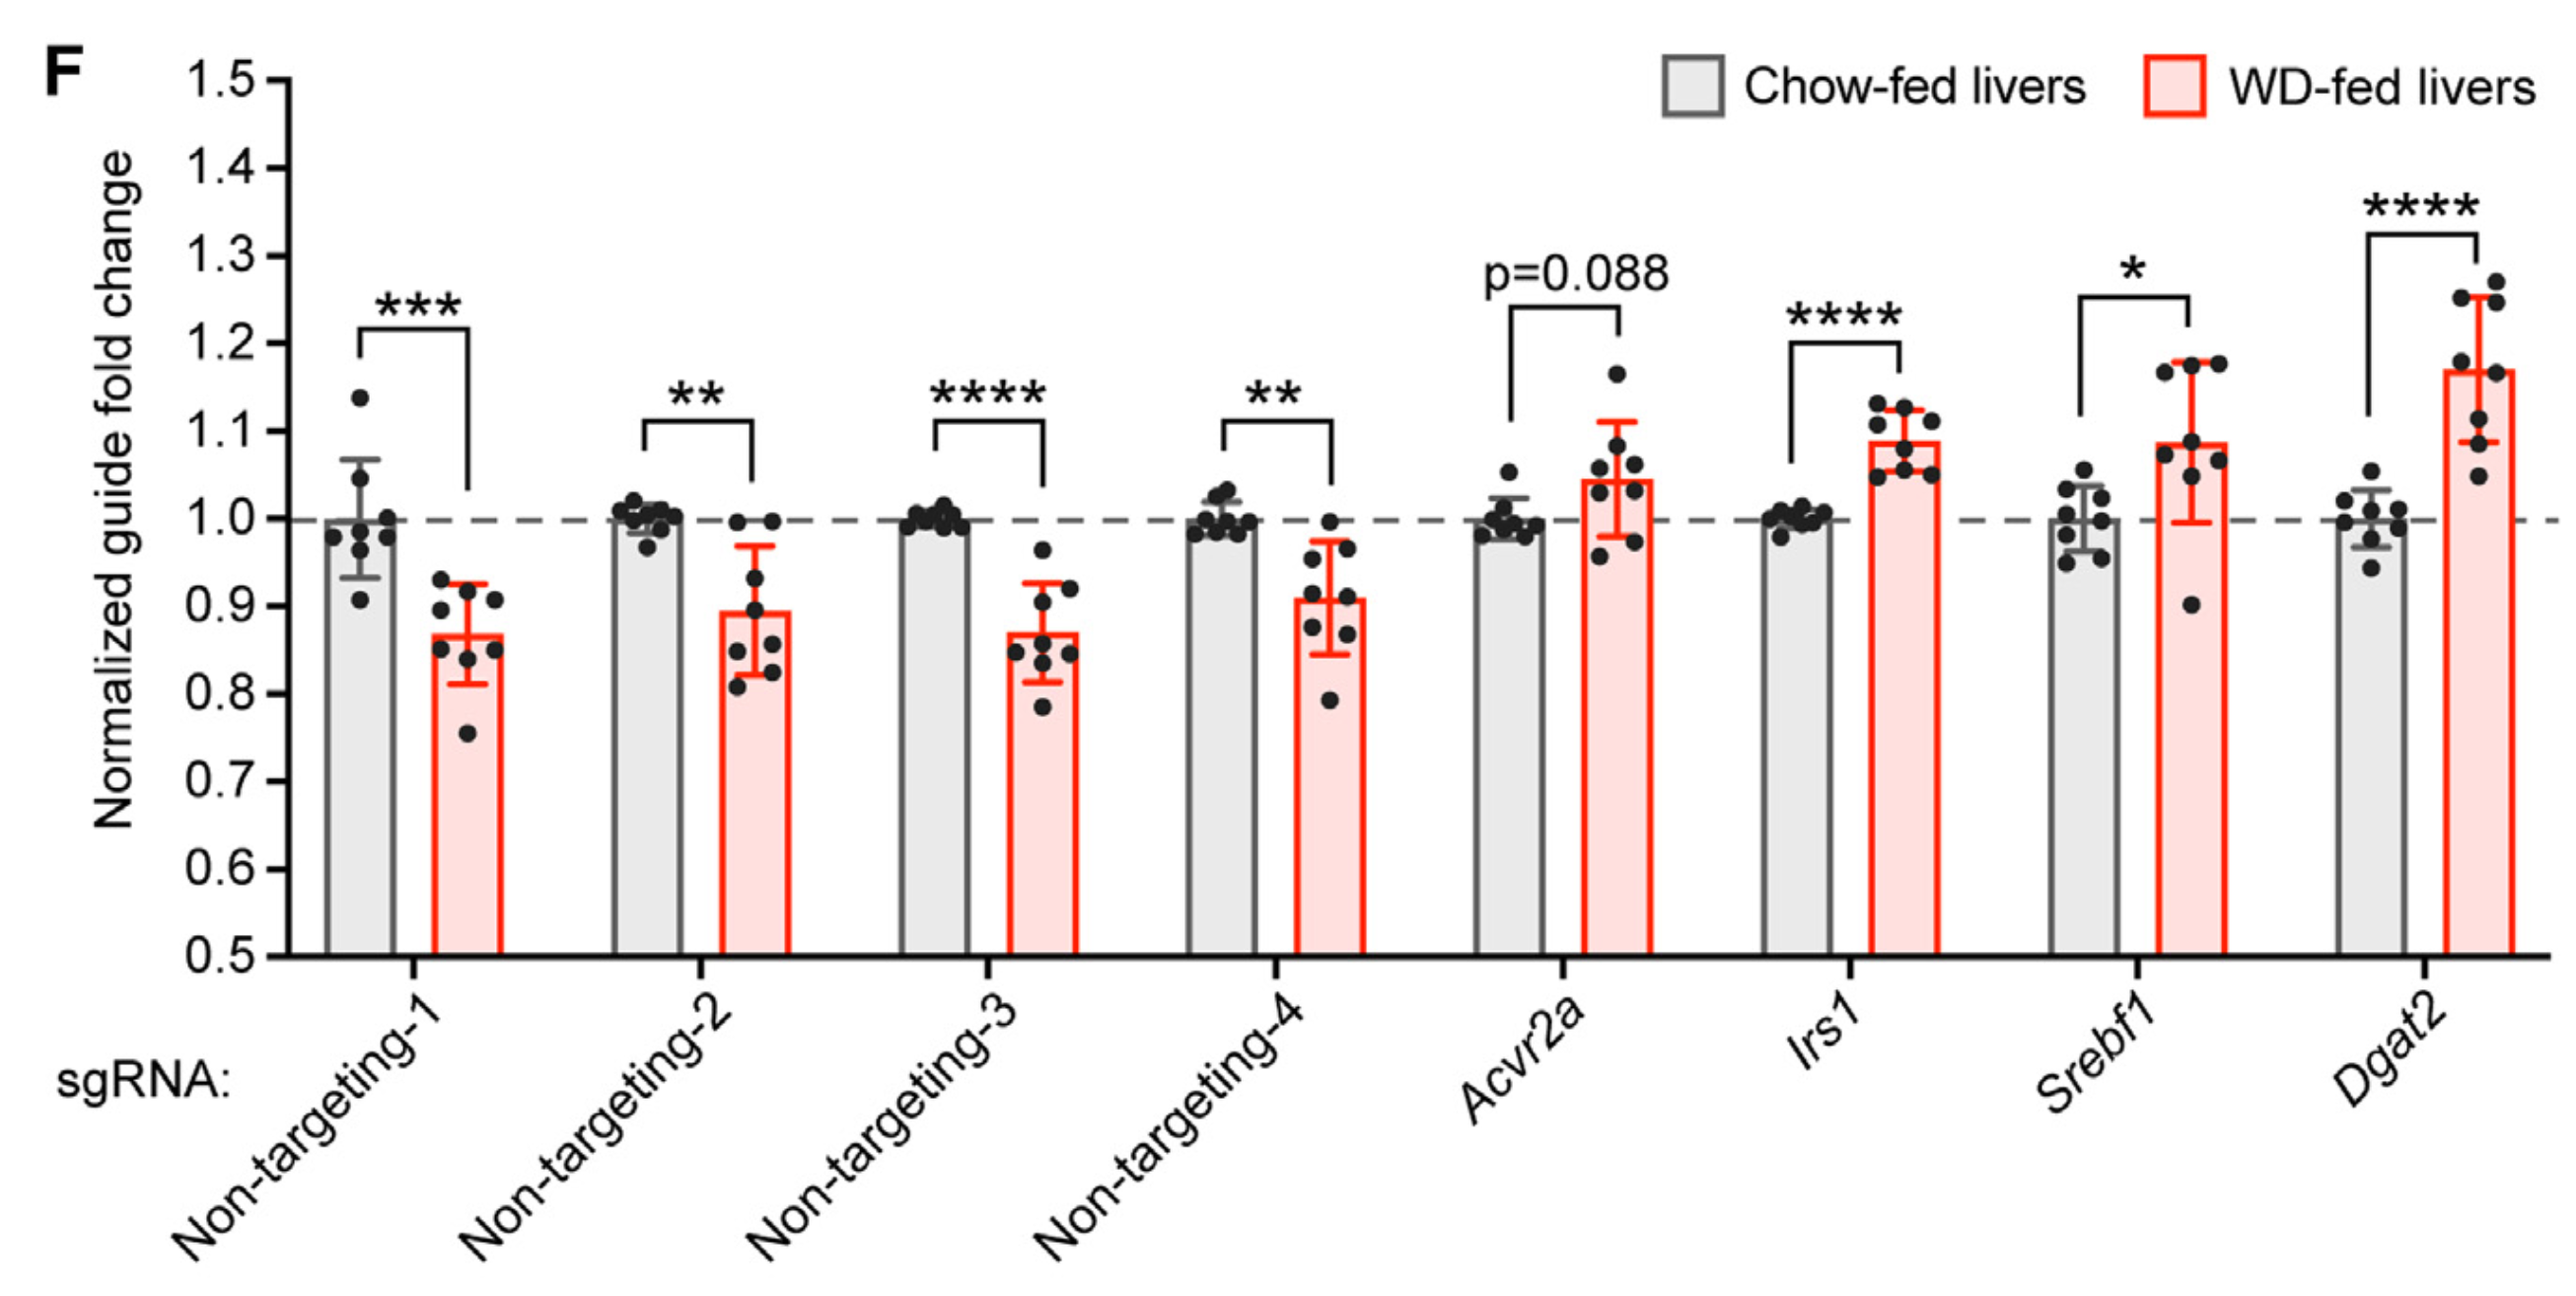 F
Chow-fed livers
WD-fed livers
Normalized guide fold change
1.5
1.4
1.3
1.2
1.1
1.0
0.9
0.8
0.7
0.6
0.5
***
**
****
**
p=0.088
****
*
****
sgRNA:
Non-targeting-1
Non-targeting-2
Non-targeting-3
Non-targeting-4
Acvr2a
Irs1
Srebf1
Dgat2